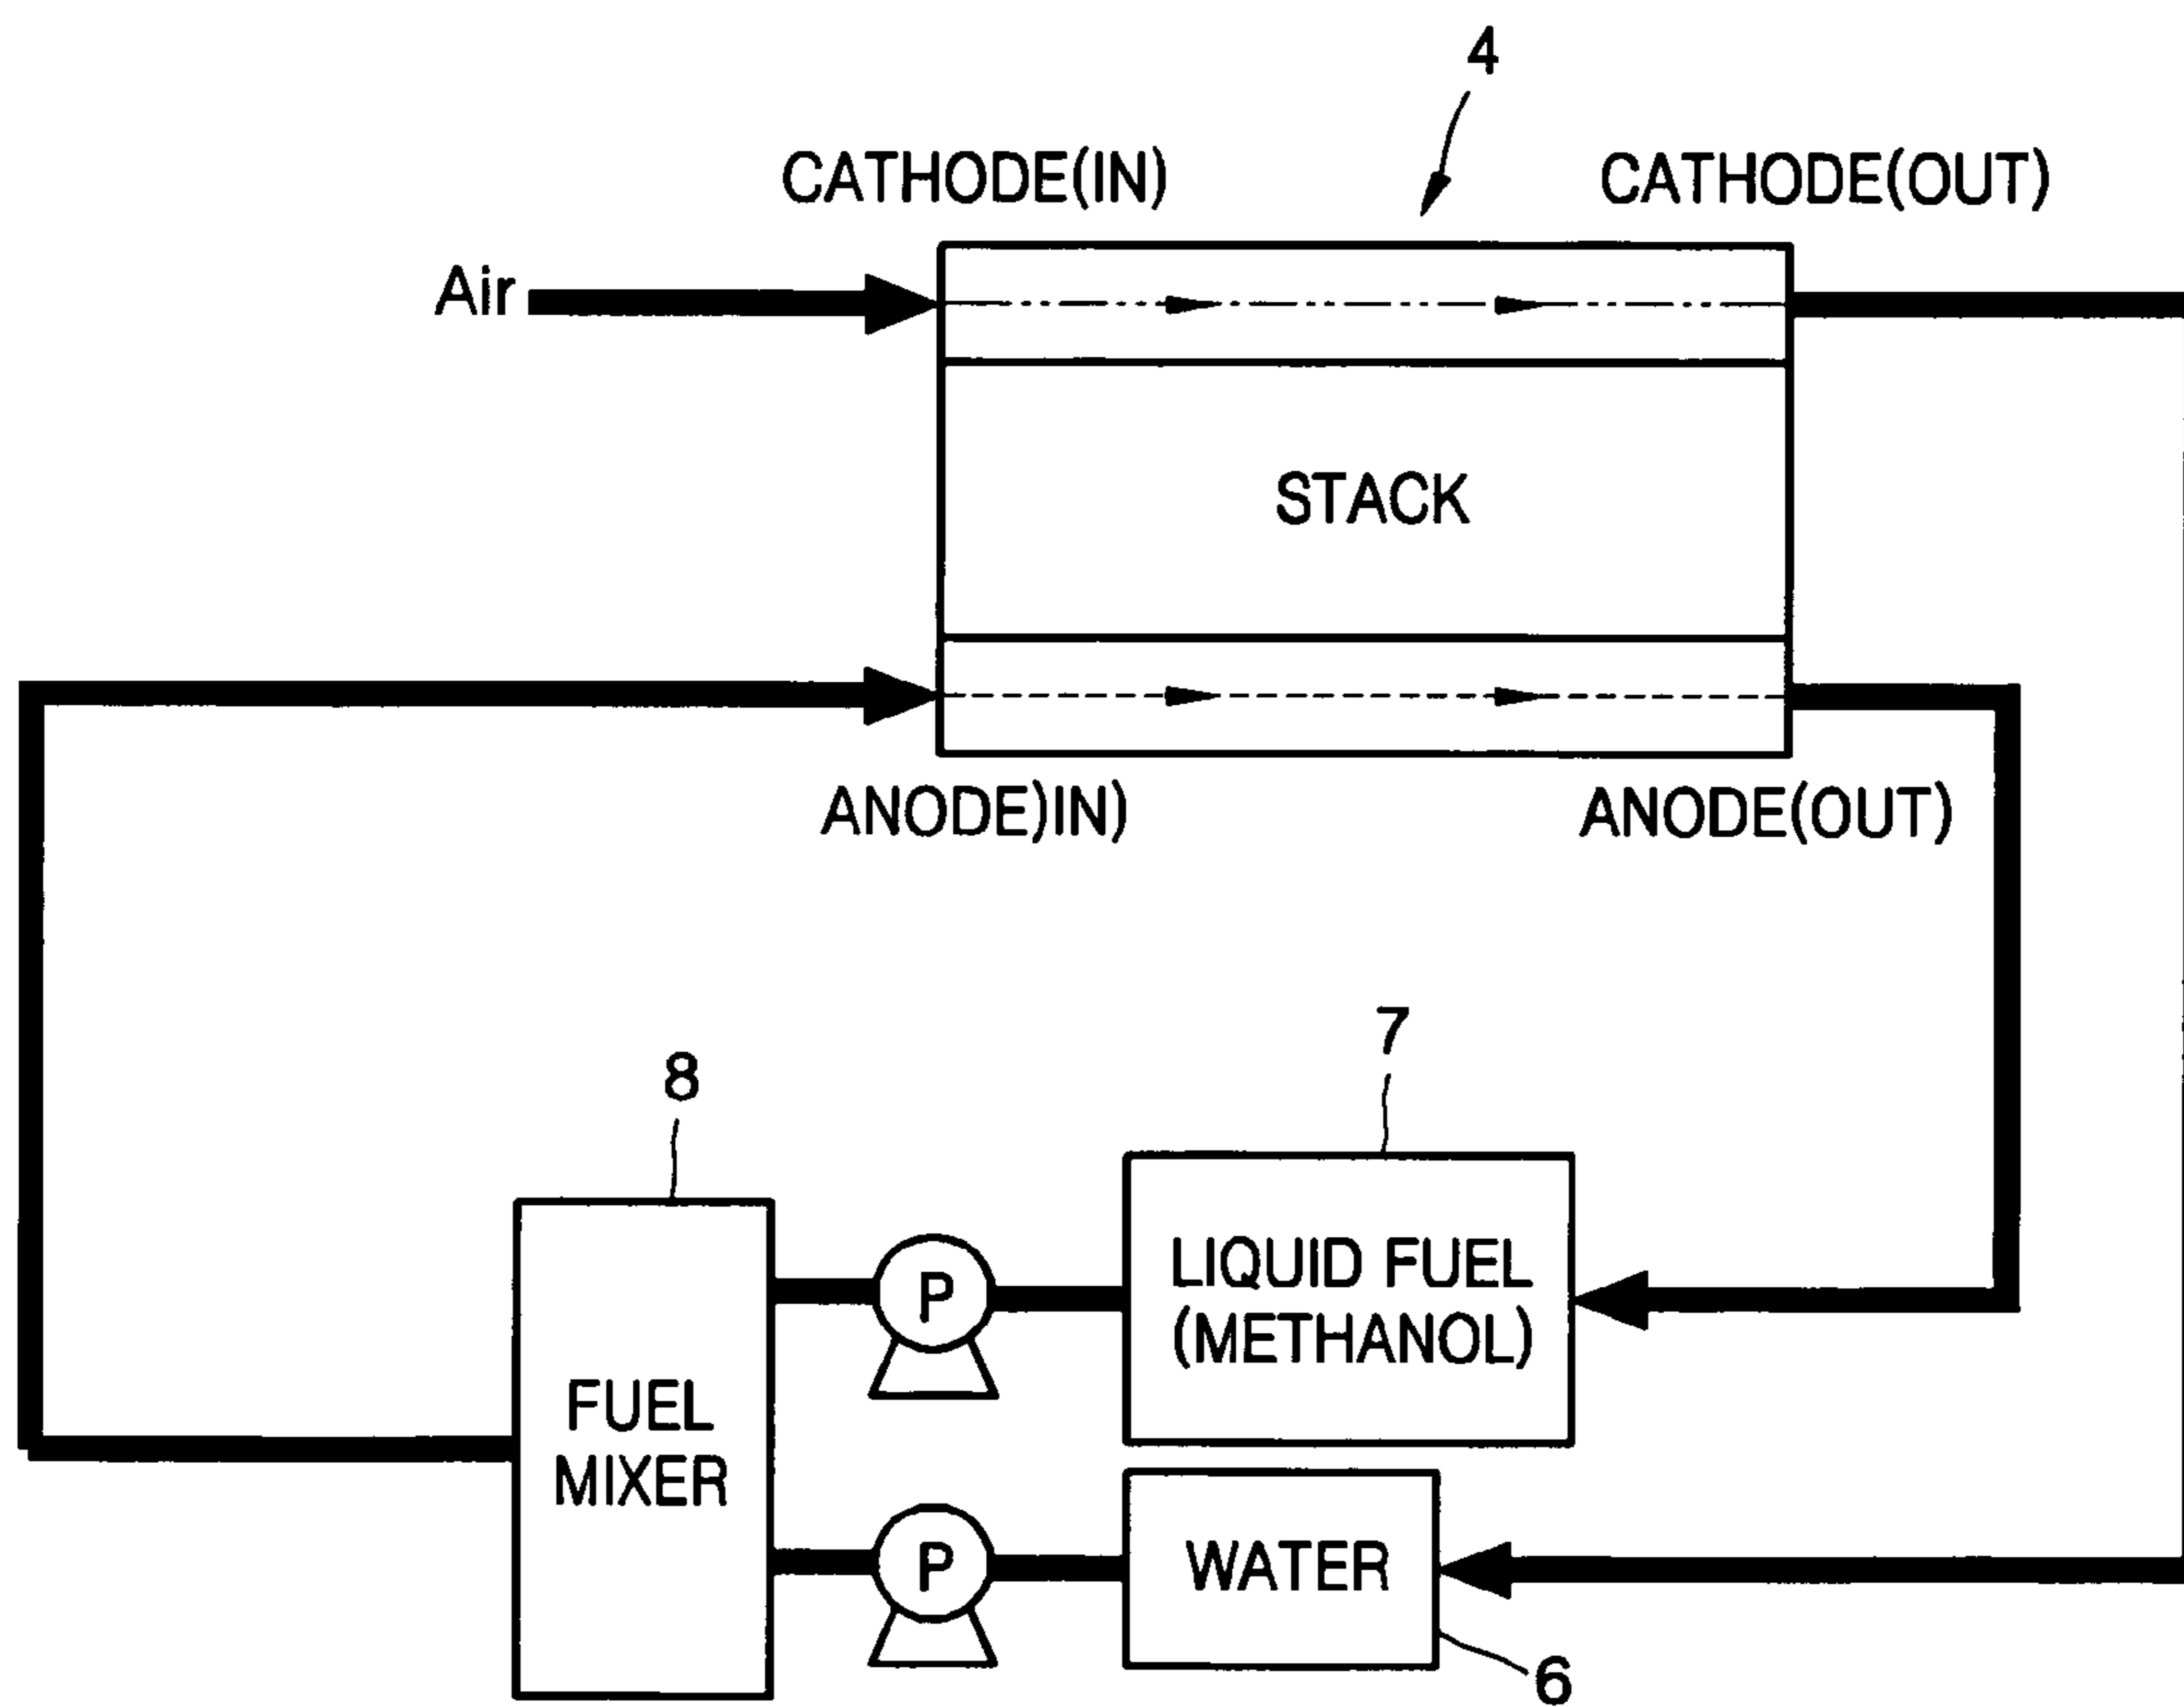 4
CATHODE(IN)
CATHODE(OUT)
Air
STACK
ANODE)IN)
ANODE(OUT)
7
8
LIQUID FUEL
(METHANOL)
P
FUEL
MIXER
P
WATER
6